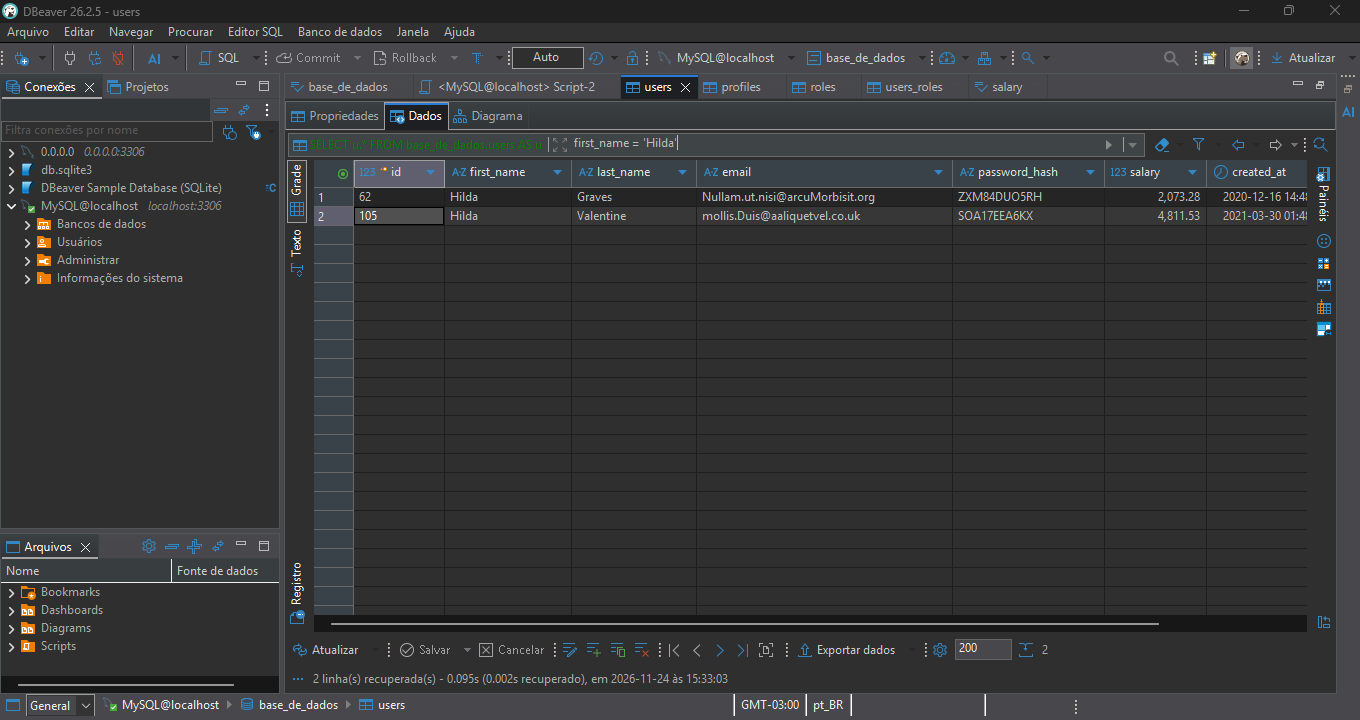 DBeaver 26.2.5 - users
Arquivo Editar Navegar Procurar Editor SQL Banco de dados Janela Ajuda
AI SQL Commit Rollback T Auto MySQL@localhost base_de_dados Atualizar
Conexões Projetos
base_de_dados <MySQL@localhost> Script-2 users profiles roles users_roles salary
AI
Propriedades Dados Diagrama
Filtra conexões por nome
SELECT u.* FROM base_de_dados.users AS u first_name = 'Hilda'
0.0.0.0 0.0.0.0:3306
db.sqlite3
DBeaver Sample Database (SQLite)
MySQL@localhost localhost:3306
Bancos de dados
Usuários
Administrar
Informações do sistema
Grade
Texto
Registro
123 id A-Z first_name A-Z last_name A-Z email A-Z password_hash 123 salary created_at
1 62 Hilda Graves Nullam.ut.nisi@arcuMorbisit.org ZXM84DUO5RH 2,073.28 2020-12-16 14:48
2 105 Hilda Valentine mollis.Duis@aaliquetvel.co.uk SOA17EEA6KX 4,811.53 2021-03-30 01:48
Painéis
Arquivos
Nome Fonte de dados
Bookmarks
Dashboards
Diagrams
Scripts
Atualizar Salvar Cancelar Exportar dados 200 2
2 linha(s) recuperada(s) - 0.095s (0.002s recuperado), em 2026-11-24 às 15:33:03
General MySQL@localhost base_de_dados users GMT-03:00 pt_BR